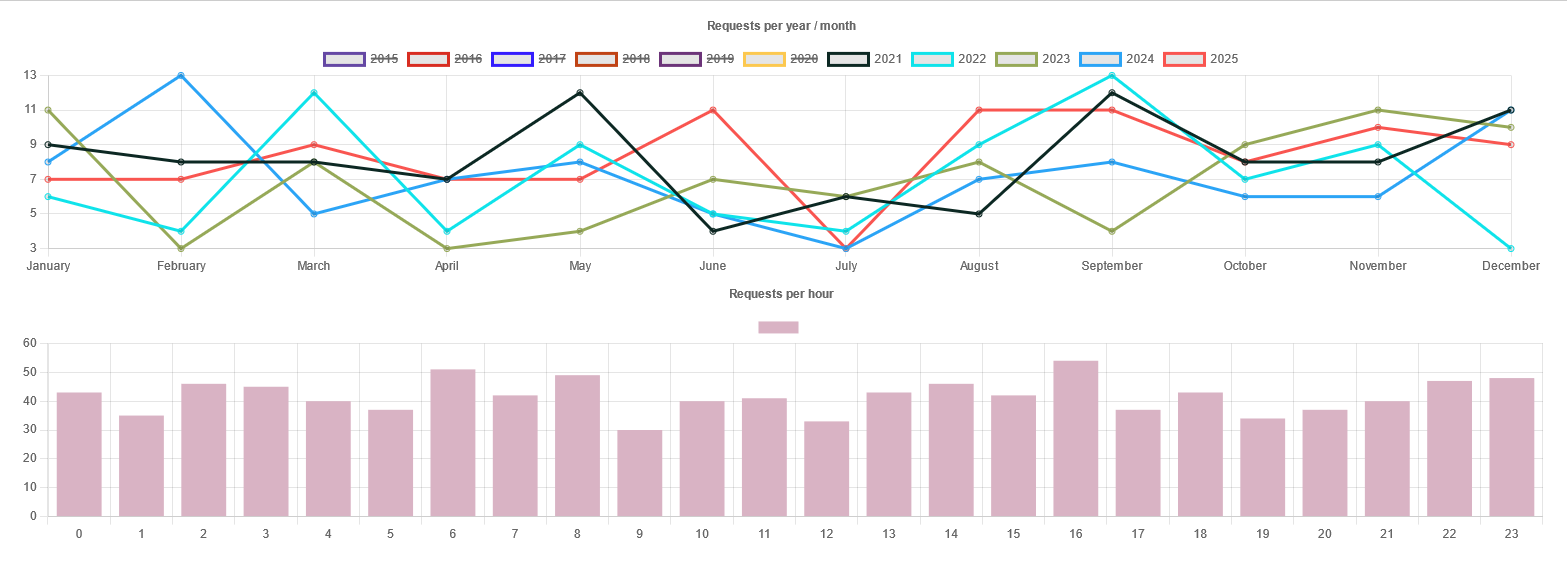 Requests per year / month
2015 2016 2017 2018 2019 2020 2021 2022 2023 2024 2025
13
11
9
7
5
3
January February March April May June July August September October November December
Requests per hour
60
50
40
30
20
10
0
0 1 2 3 4 5 6 7 8 9 10 11 12 13 14 15 16 17 18 19 20 21 22 23